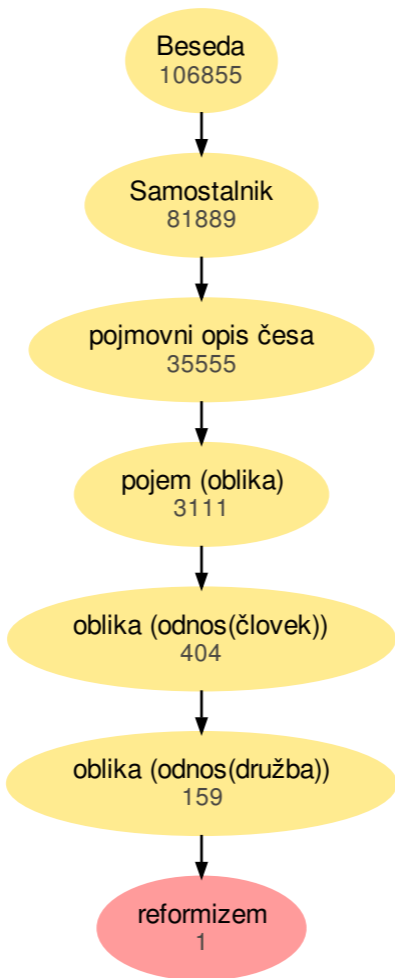 Beseda
106855
Samostalnik
81889
pojmovni opis česa
35555
pojem (oblika)
3111
oblika (odnos(človek))
404
oblika (odnos(družba))
159
reformizem
1